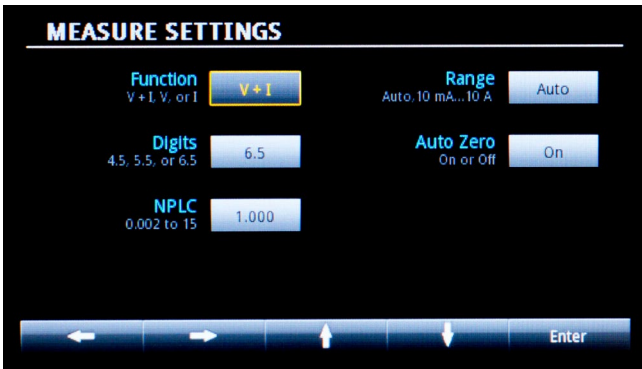 MEASURE SETTINGS
Function
V + I, V, or I
V + I
Range
Auto, 10 mA...10 A
Auto
Digits
4.5, 5.5, or 6.5
6.5
Auto Zero
On or Off
On
NPLC
0.002 to 15
1.000
Enter